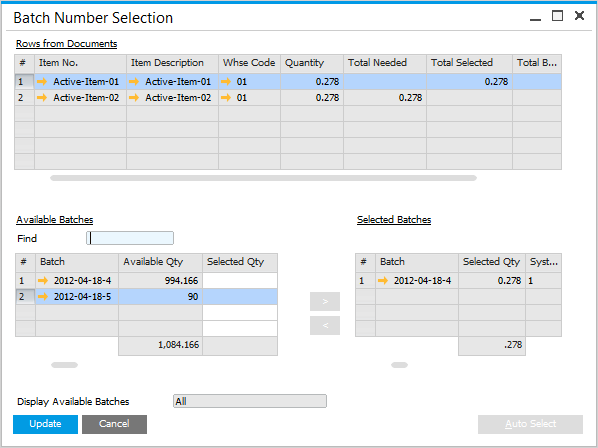 Batch Number Selection
Rows from Documents
# Item No. Item Description Whse Code Quantity Total Needed Total Selected Total B...
1 Active-Item-01 Active-Item-01 01 0.278 0.278
2 Active-Item-02 Active-Item-02 01 0.278 0.278
Available Batches
Find
# Batch Available Qty Selected Qty
1 2012-04-18-4 994.166
2 2012-04-18-5 90
1,084.166
>
<
Selected Batches
# Batch Selected Qty Syst...
1 2012-04-18-4 0.278 1
.278
Display Available Batches All
Update Cancel Auto Select